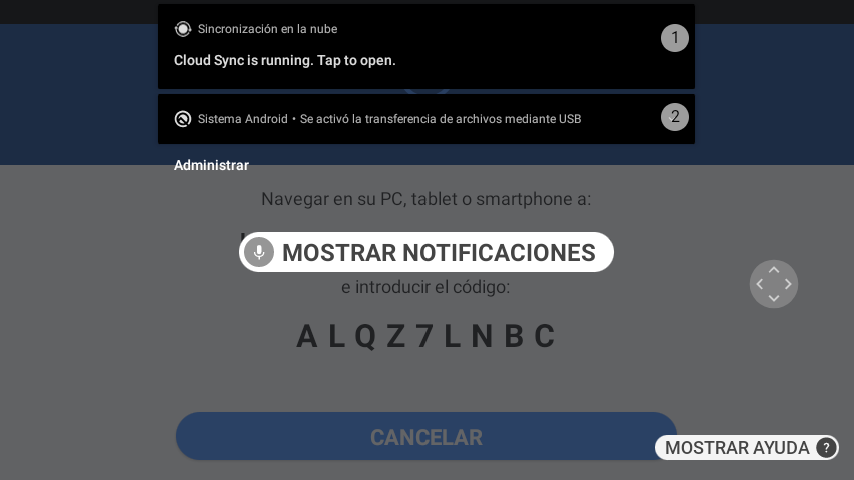 Sincronización en la nube
1
Cloud Sync is running. Tap to open.
Sistema Android • Se activó la transferencia de archivos mediante USB
2
Administrar
Navegar en su PC, tablet o smartphone a:
MOSTRAR NOTIFICACIONES
e introducir el código:
ALQZ7LNBC
CANCELAR
MOSTRAR AYUDA ?